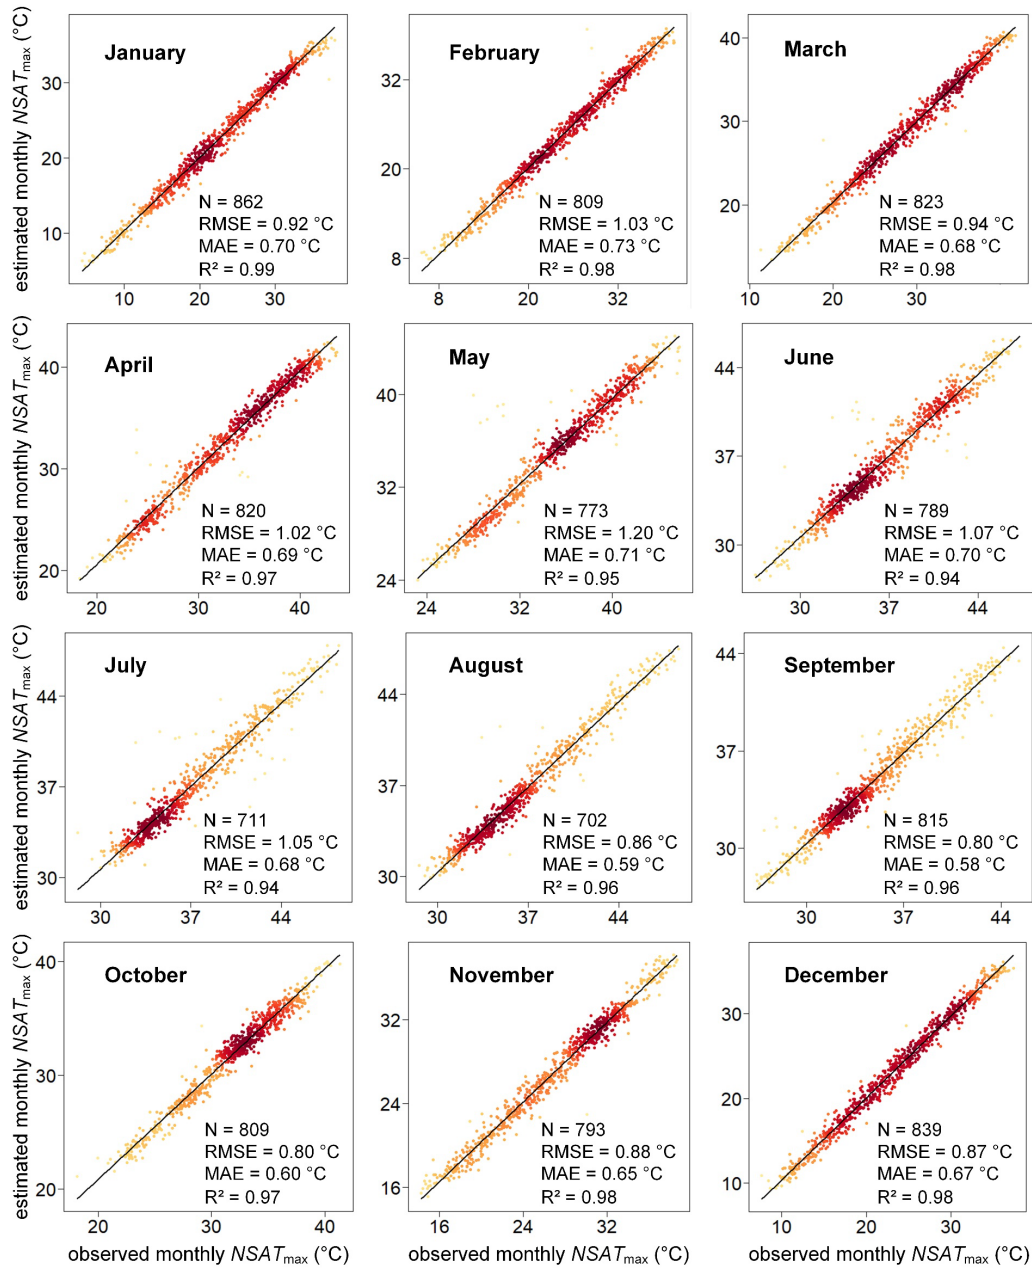 estimated monthly NSATmax (°C)
January
30
20
10
N = 862
RMSE = 0.92 °C
MAE = 0.70 °C
R² = 0.99
10 20 30
February
32
20
8
N = 809
RMSE = 1.03 °C
MAE = 0.73 °C
R² = 0.98
8 20 32
March
40
30
20
N = 823
RMSE = 0.94 °C
MAE = 0.68 °C
R² = 0.98
10 20 30
estimated monthly NSATmax (°C)
April
40
30
20
N = 820
RMSE = 1.02 °C
MAE = 0.69 °C
R² = 0.97
20 30 40
May
40
32
24
N = 773
RMSE = 1.20 °C
MAE = 0.71 °C
R² = 0.95
24 32 40
June
44
37
30
N = 789
RMSE = 1.07 °C
MAE = 0.70 °C
R² = 0.94
30 37 44
estimated monthly NSATmax (°C)
July
44
37
30
N = 711
RMSE = 1.05 °C
MAE = 0.68 °C
R² = 0.94
30 37 44
August
44
37
30
N = 702
RMSE = 0.86 °C
MAE = 0.59 °C
R² = 0.96
30 37 44
September
44
37
30
N = 815
RMSE = 0.80 °C
MAE = 0.58 °C
R² = 0.96
30 37 44
estimated monthly NSATmax (°C)
October
40
30
20
N = 809
RMSE = 0.80 °C
MAE = 0.60 °C
R² = 0.97
20 30 40
observed monthly NSATmax (°C)
November
32
24
16
N = 793
RMSE = 0.88 °C
MAE = 0.65 °C
R² = 0.98
16 24 32
observed monthly NSATmax (°C)
December
30
20
10
N = 839
RMSE = 0.87 °C
MAE = 0.67 °C
R² = 0.98
10 20 30
observed monthly NSATmax (°C)